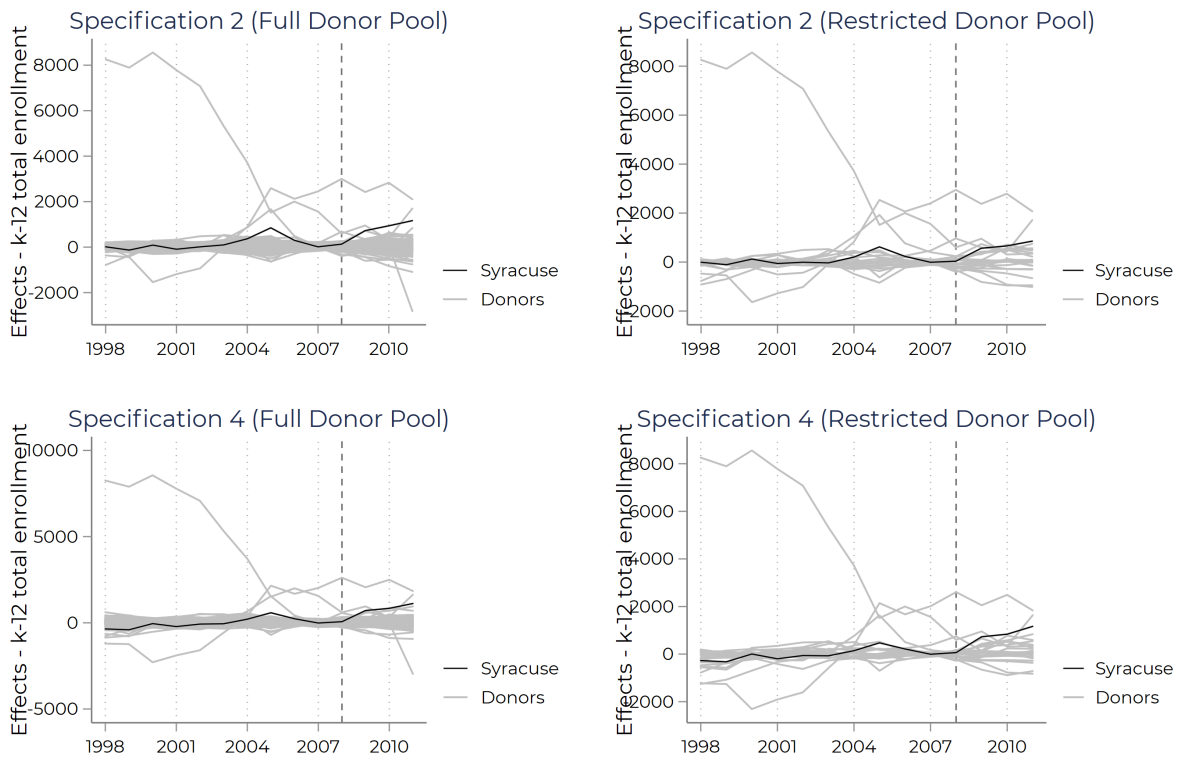 Specification 2 (Full Donor Pool)
Effects - k-12 total enrollment
8000
6000
4000
2000
0
-2000
1998 2001 2004 2007 2010
Syracuse
Donors
Specification 2 (Restricted Donor Pool)
Effects - k-12 total enrollment
8000
6000
4000
2000
0
-2000
1998 2001 2004 2007 2010
Syracuse
Donors
Specification 4 (Full Donor Pool)
Effects - k-12 total enrollment
10000
5000
0
-5000
1998 2001 2004 2007 2010
Syracuse
Donors
Specification 4 (Restricted Donor Pool)
Effects - k-12 total enrollment
8000
6000
4000
2000
0
-2000
1998 2001 2004 2007 2010
Syracuse
Donors